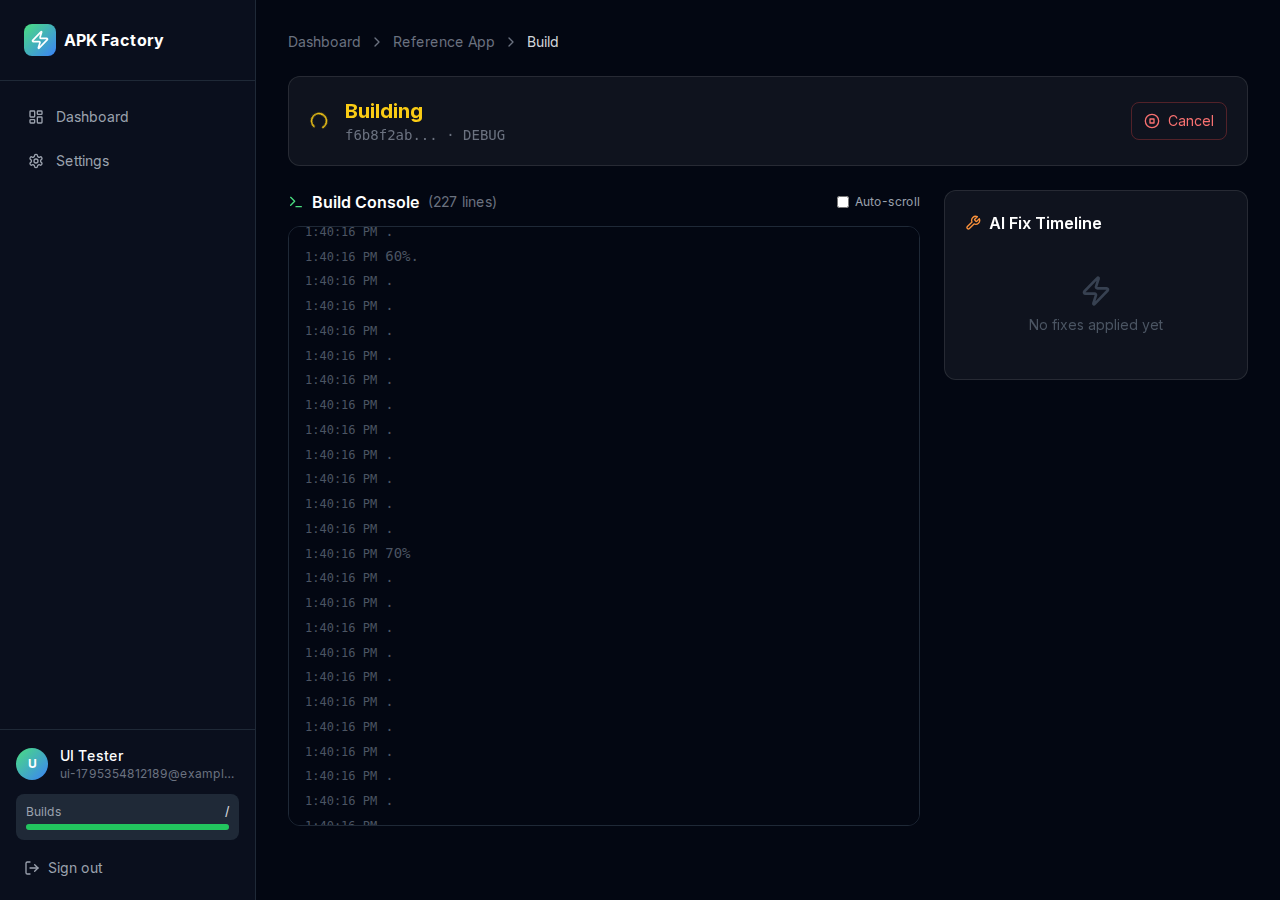 APK Factory
Dashboard
Settings
UI Tester
ui-1795354812189@exampl...
Builds /
Sign out
Dashboard > Reference App > Build
Building
f6b8f2ab... · DEBUG
Cancel
Build Console (227 lines)
Auto-scroll
1:40:16 PM .
1:40:16 PM 60%.
1:40:16 PM .
1:40:16 PM .
1:40:16 PM .
1:40:16 PM .
1:40:16 PM .
1:40:16 PM .
1:40:16 PM .
1:40:16 PM .
1:40:16 PM .
1:40:16 PM .
1:40:16 PM .
1:40:16 PM 70%
1:40:16 PM .
1:40:16 PM .
1:40:16 PM .
1:40:16 PM .
1:40:16 PM .
1:40:16 PM .
1:40:16 PM .
1:40:16 PM .
1:40:16 PM .
1:40:16 PM .
1:40:16 PM
AI Fix Timeline
No fixes applied yet
U